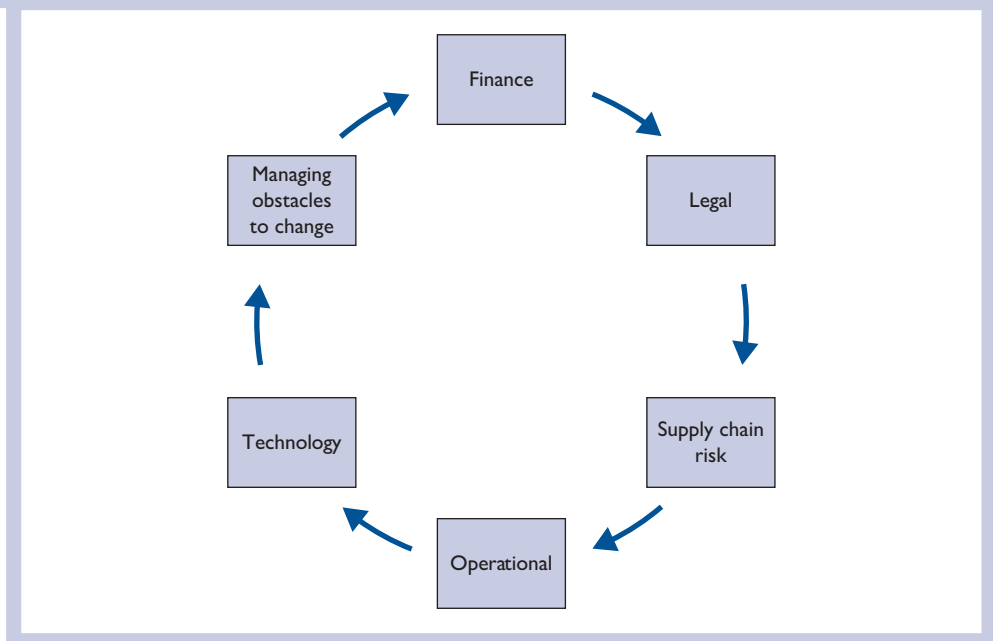 Finance
Legal
Supply chain
risk
Operational
Technology
Managing
obstacles
to change